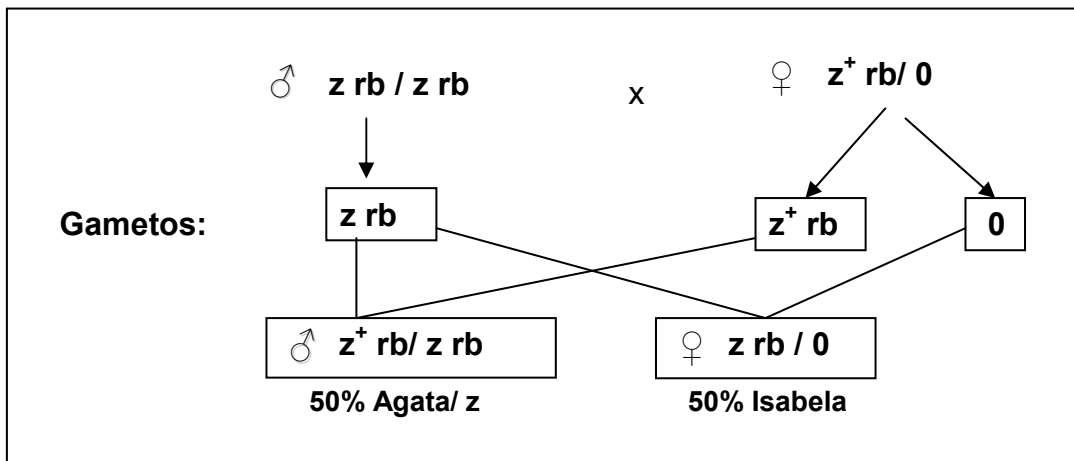 ♂ z rb / z rb x ♀ z⁺ rb/ 0
Gametos: z rb z⁺ rb 0
♂ z⁺ rb/ z rb ♀ z rb / 0
50% Agata/ z 50% Isabela